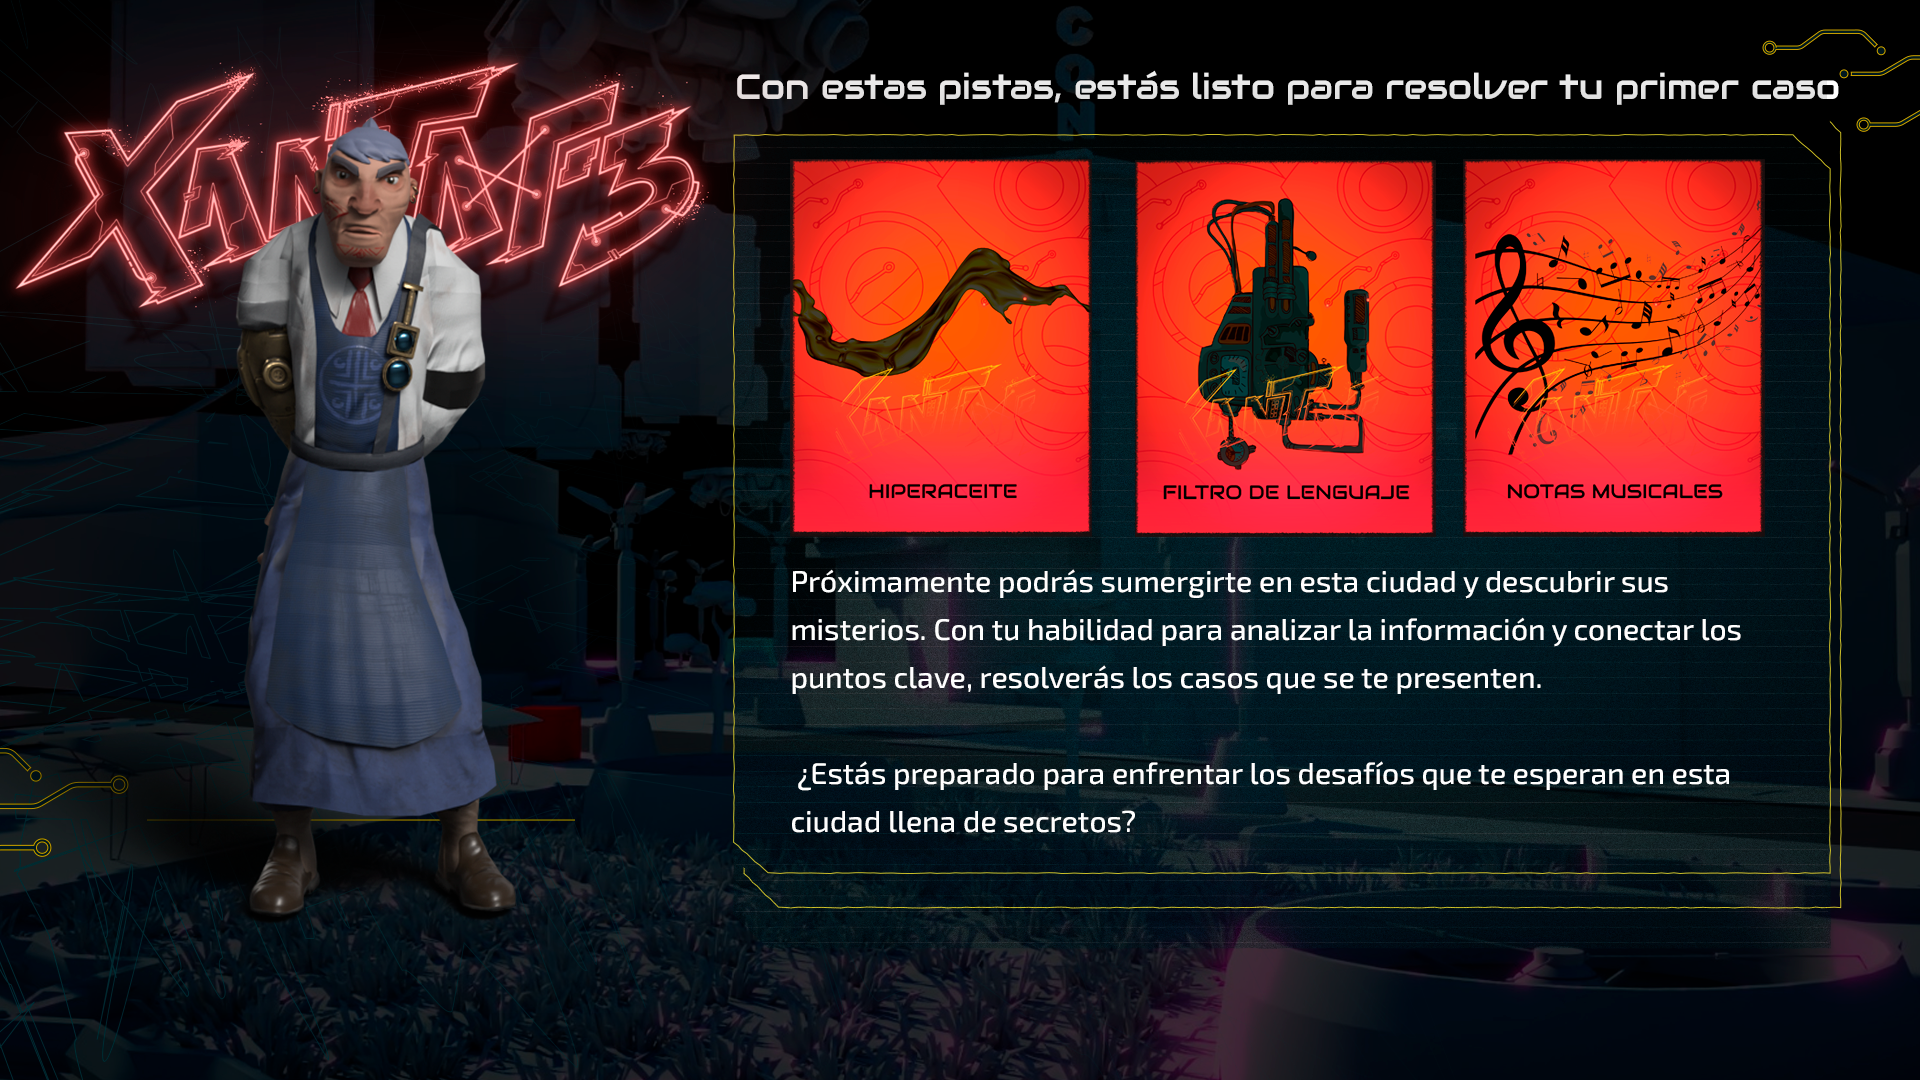 Con estas pistas, estás listo para resolver tu primer caso
HIPERACEITE
FILTRO DE LENGUAJE
NOTAS MUSICALES
Próximamente podrás sumergirte en esta ciudad y descubrir sus
misterios. Con tu habilidad para analizar la información y conectar los
puntos clave, resolverás los casos que se te presenten.
¿Estás preparado para enfrentar los desafíos que te esperan en esta
ciudad llena de secretos?